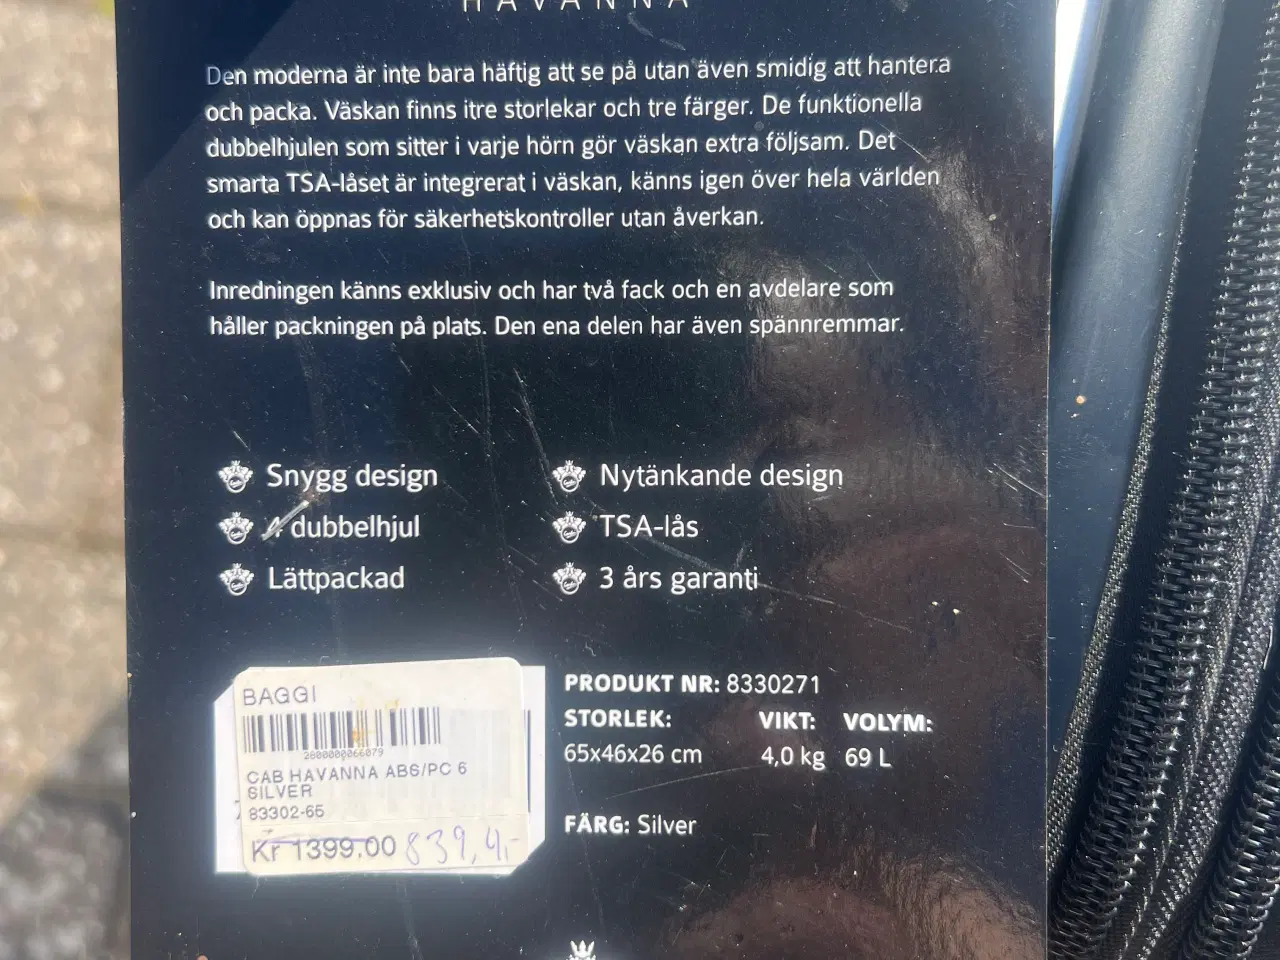 HAVANNA
Den moderna är inte bara häftig att se på utan även smidig att hantera
och packa. Väskan finns itre storlekar och tre färger. De funktionella
dubbelhjulen som sitter i varje hörn gör väskan extra följsam. Det
smarta TSA-låset är integrerat i väskan, känns igen över hela världen
och kan öppnas för säkerhetskontroller utan åverkan.
Inredningen känns exklusiv och har två fack och en avdelare som
håller packningen på plats. Den ena delen har även spännremmar.
Snygg design
4 dubbelhjul
Lättpackad
Nytänkande design
TSA-lås
3 års garanti
BAGGI
2800000066079
CAB HAVANNA ABS/PC 6
SILVER
83302-65
Kr 1399.00 839,4,-
PRODUKT NR: 8330271
STORLEK: VIKT: VOLYM:
65x46x26 cm 4,0 kg 69 L
FÄRG: Silver